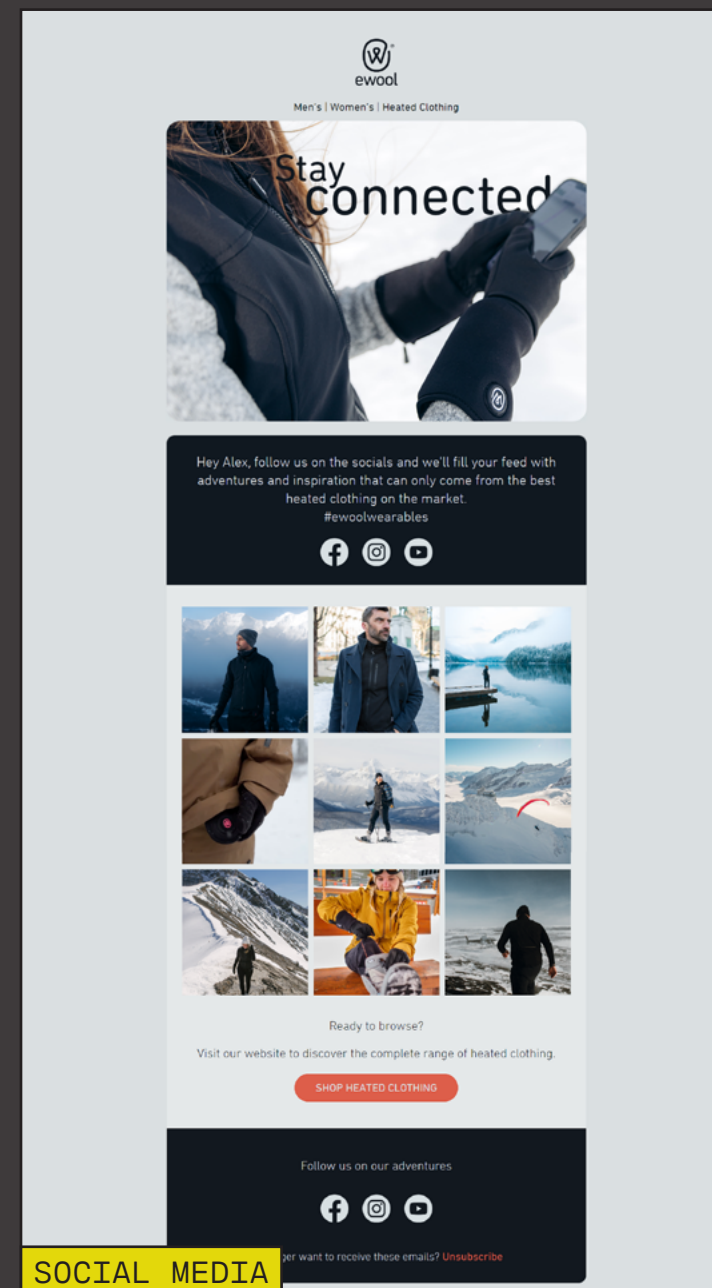 ewool
Men's | Women's | Heated Clothing
Stay
connected
Hey Alex, follow us on the socials and we'll fill your feed with
adventures and inspiration that can only come from the best
heated clothing on the market.
#ewoolwearables
Ready to browse?
Visit our website to discover the complete range of heated clothing.
SHOP HEATED CLOTHING
Follow us on our adventures
want to receive these emails? Unsubscribe
SOCIAL MEDIA